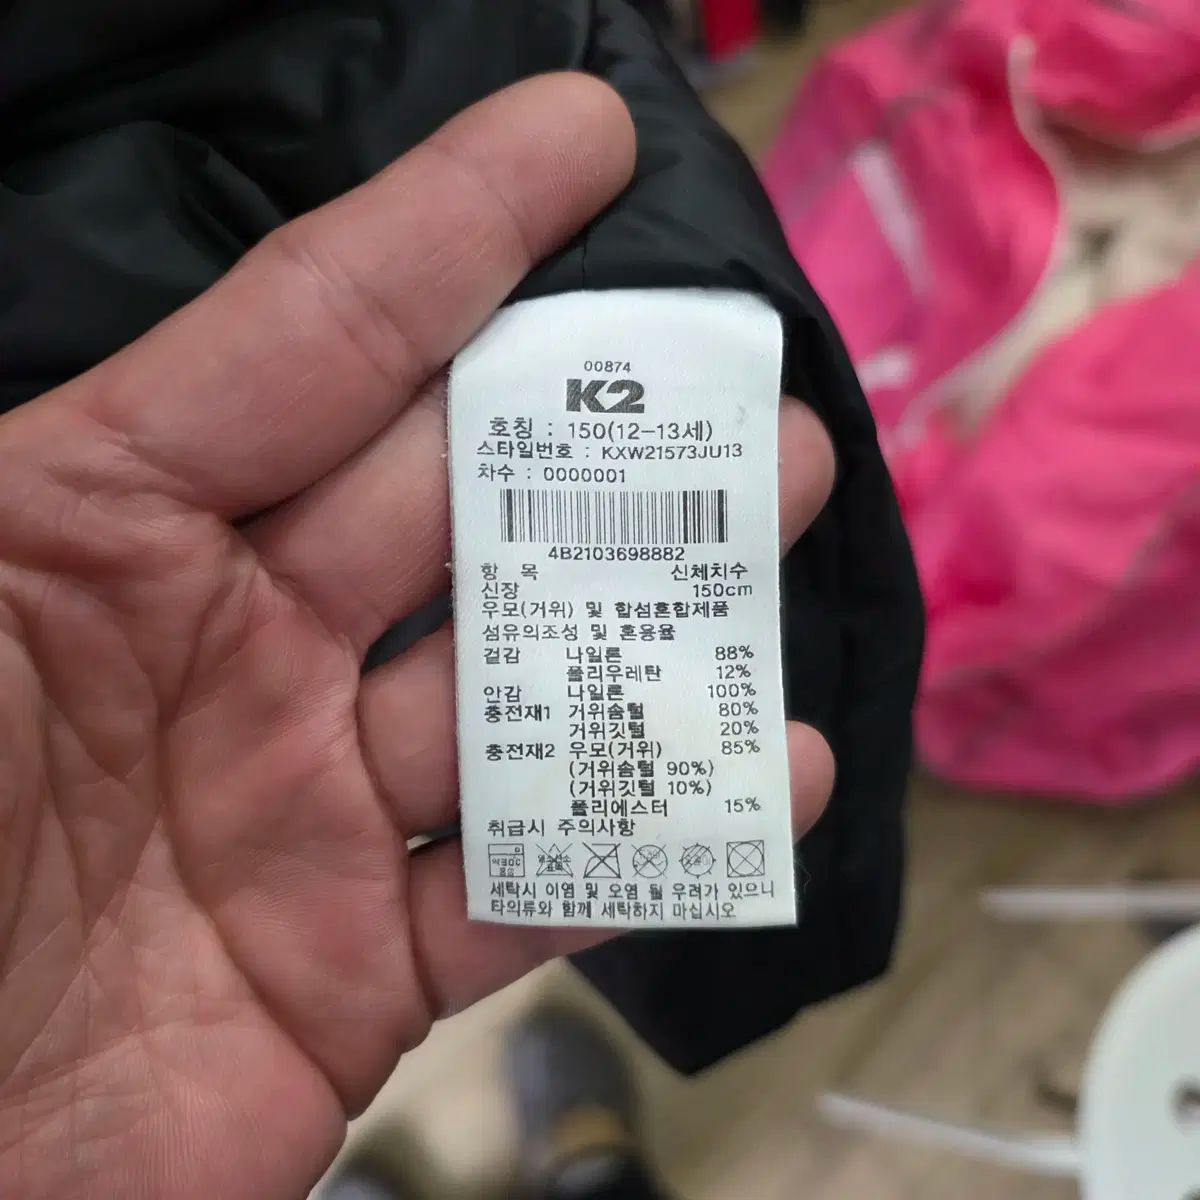 00874
K2
호칭 : 150(12-13세)
스타일번호 : KXW21573JU13
차수 : 0000001
4B2103698882
항 목 신체치수
신장 150cm
우모(거위) 및 합섬혼합제품
섬유의조성 및 혼용율
겉감 나일론 88%
폴리우레탄 12%
안감 나일론 100%
충전재1 거위솜털 80%
거위깃털 20%
충전재2 우모(거위) 85%
(거위솜털 90%)
(거위깃털 10%)
폴리에스터 15%
취급시 주의사항
세탁시 이염 및 오염 될 우려가 있으니
타의류와 함께 세탁하지 마십시오